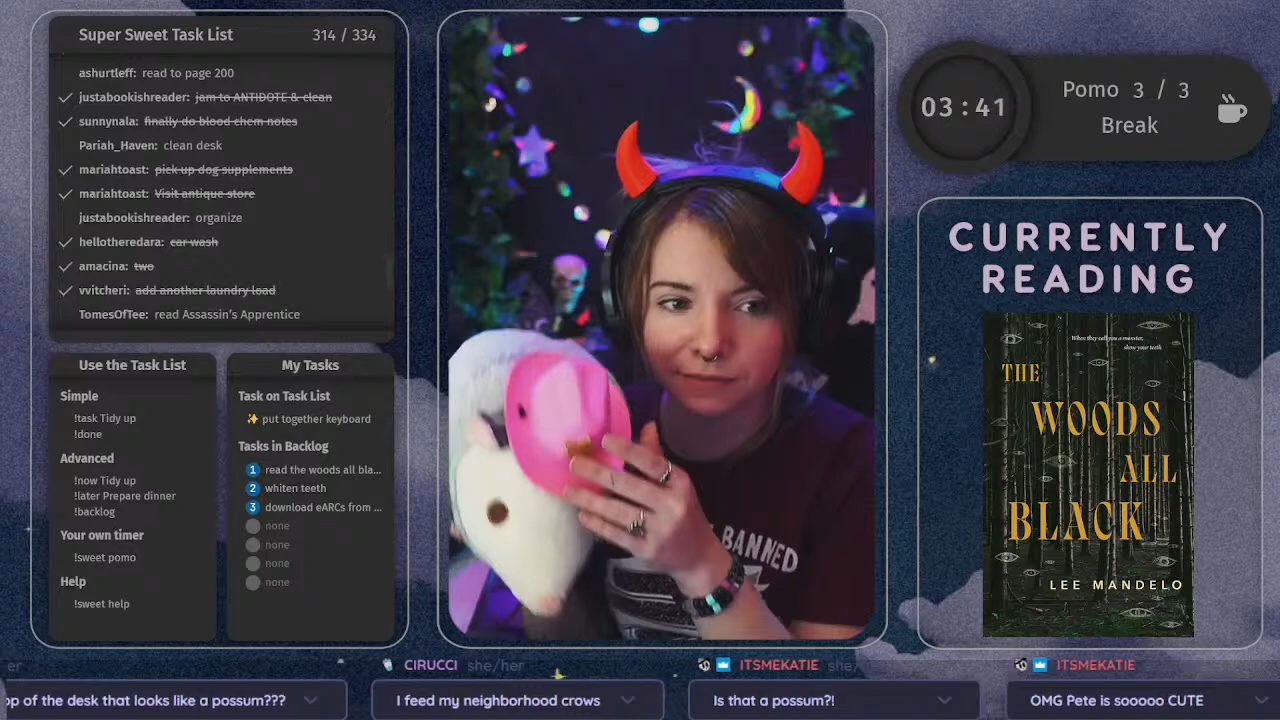 Super Sweet Task List 314 / 334
ashurtleff: read to page 200
justabookishreader: jam to ANTIDOTE & clean
sunnynala: finally do blood chem notes
Pariah_Haven: clean desk
mariahtoast: pick up dog supplements
mariahtoast: Visit antique store
justabookishreader: organize
hellotheredara: car wash
amacina: two
vvitcheri: add another laundry load
TomesOfTee: read Assassin's Apprentice
Use the Task List
Simple
!task Tidy up
!done
Advanced
!now Tidy up
!later Prepare dinner
!backlog
Your own timer
!sweet pomo
Help
!sweet help
My Tasks
Task on Task List
✨ put together keyboard
Tasks in Backlog
1 read the woods all bla...
2 whiten teeth
3 download eARCs from ...
none
none
none
none
BANNED
03:41
Pomo 3 / 3
Break
CURRENTLY
READING
When they call you a monster,
show your teeth.
THE
WOODS
ALL
BLACK
LEE MANDELO
er
CIRUCCI she/her
ITSMEKATIE she/
ITSMEKATIE
op of the desk that looks like a possum???
I feed my neighborhood crows
Is that a possum?!
OMG Pete is sooooo CUTE